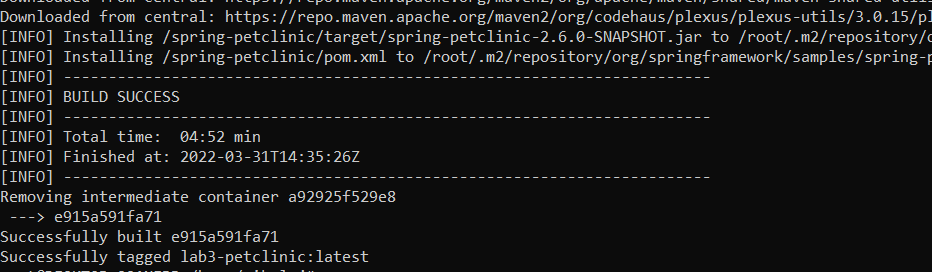 Downloaded from central: https://repo.maven.apache.org/maven2/org/codehaus/plexus/plexus-utils/3.0.15/pl
[INFO] Installing /spring-petclinic/target/spring-petclinic-2.6.0-SNAPSHOT.jar to /root/.m2/repository/
[INFO] Installing /spring-petclinic/pom.xml to /root/.m2/repository/org/springframework/samples/spring-
[INFO] ------------------------------------------------------------------------
[INFO] BUILD SUCCESS
[INFO] ------------------------------------------------------------------------
[INFO] Total time:  04:52 min
[INFO] Finished at: 2022-03-31T14:35:26Z
[INFO] ------------------------------------------------------------------------
Removing intermediate container a92925f529e8
 ---> e915a591fa71
Successfully built e915a591fa71
Successfully tagged lab3-petclinic:latest